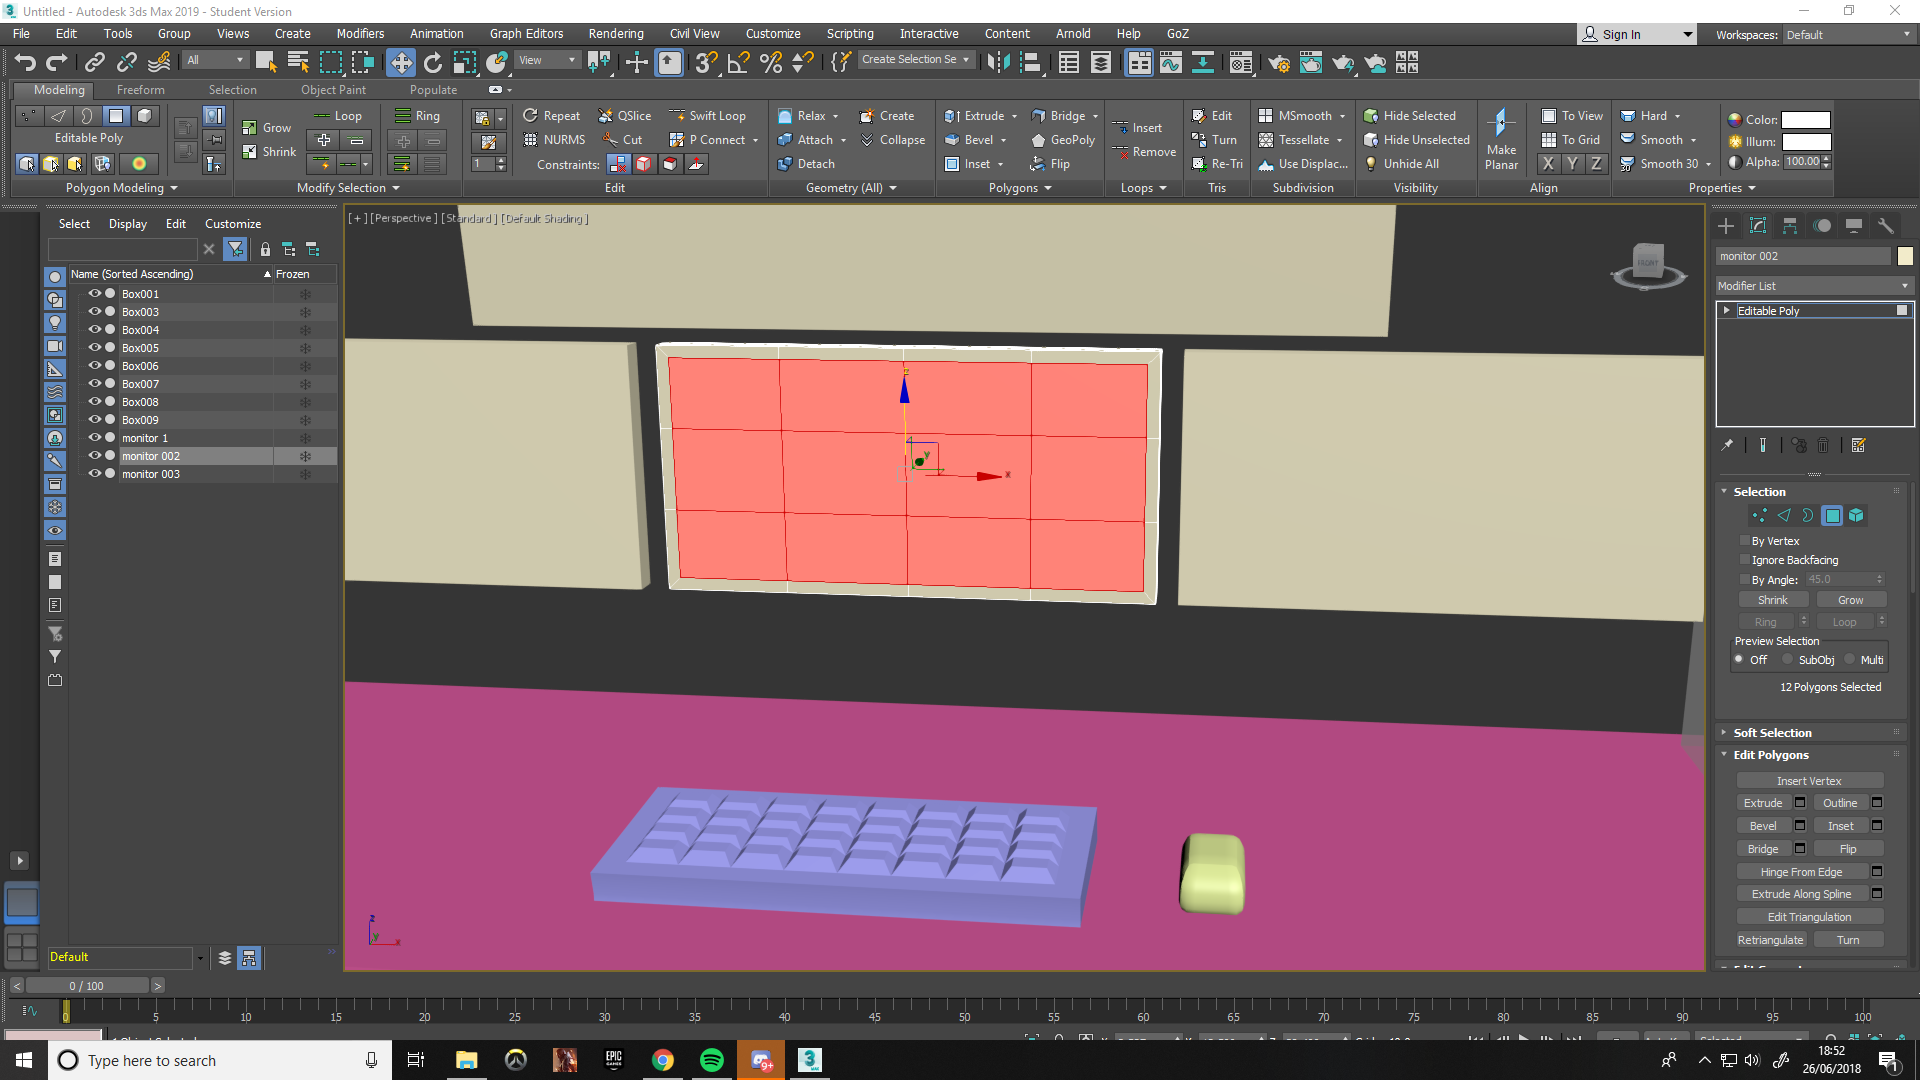 Untitled - Autodesk 3ds Max 2019 - Student Version
File Edit Tools Group Views Create Modifiers Animation Graph Editors Rendering Civil View Customize Scripting Interactive Content Arnold Help GoZ
Sign In Workspaces: Default
All View Create Selection Se
Modeling Freeform Selection Object Paint Populate
Loop Ring Repeat QSlice Swift Loop Relax Create Extrude Bridge Insert Edit MSmooth Hide Selected To View Hard Color:
Editable Poly Grow NURMS Cut P Connect Attach Collapse Bevel GeoPoly Remove Turn Tessellate Hide Unselected To Grid Smooth Illum:
Shrink 1 Constraints: Detach Inset Flip Re-Tri Use Displac... Unhide All Make Planar X Y Z Smooth 30 Alpha: 100.00
Polygon Modeling Modify Selection Edit Geometry (All) Polygons Loops Tris Subdivision Visibility Align Properties
Select Display Edit Customize
[ + ] [Perspective ] [Standard ] [Default Shading ]
FRONT
Name (Sorted Ascending) Frozen
Box001
Box003
Box004
Box005
Box006
Box007
Box008
Box009
monitor 1
monitor 002
monitor 003
z
y
x
z
y
x
monitor 002
Modifier List
Editable Poly
Selection
By Vertex
Ignore Backfacing
By Angle: 45.0
Shrink Grow
Ring Loop
Preview Selection
Off SubObj Multi
12 Polygons Selected
Soft Selection
Edit Polygons
Insert Vertex
Extrude Outline
Bevel Inset
Bridge Flip
Hinge From Edge
Extrude Along Spline
Edit Triangulation
Retriangulate Turn
Default
< 0 / 100 >
0 5 10 15 20 25 30 35 40 45 50 55 60 65 70 75 80 85 90 95 100
Type here to search
EPIC GAMES
9+
3
18:52
26/06/2018
1